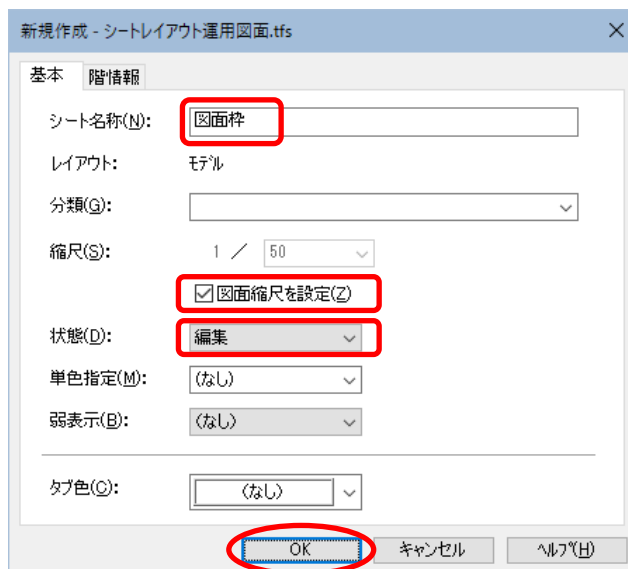 新規作成 - シートレイアウト運用図面.tfs
基本 階情報
シート名称(N): 図面枠
レイアウト: モデル
分類(G):
縮尺(S): 1 / 50
図面縮尺を設定(Z)
状態(D): 編集
単色指定(M): (なし)
弱表示(B): (なし)
タブ色(C): (なし)
OK キャンセル ヘルプ(H)